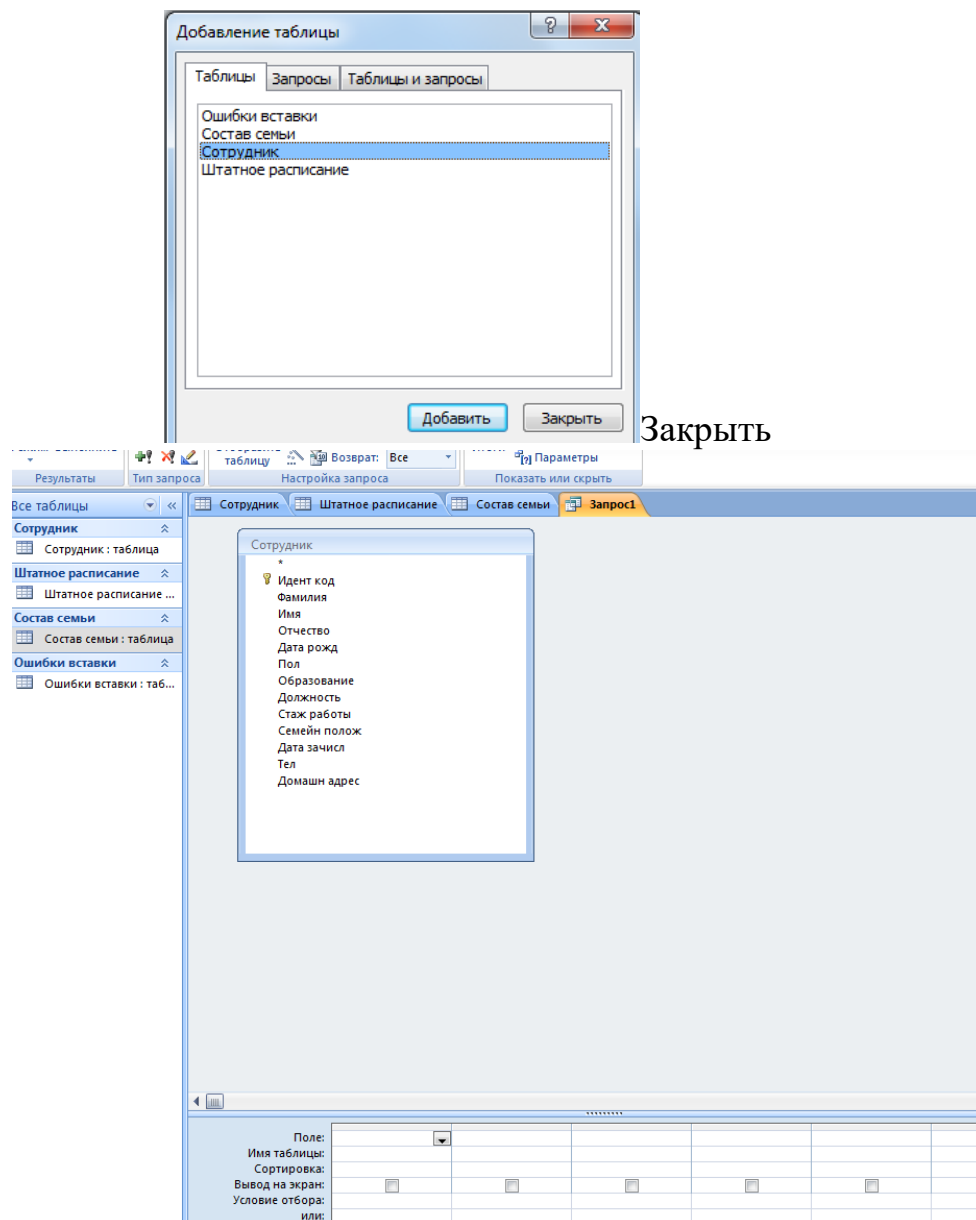 Добавление таблицы
Таблицы Запросы Таблицы и запросы
Ошибки вставки
Состав семьи
Сотрудник
Штатное расписание
Добавить Закрыть
Закрыть
таблицу Возврат: Все Параметры
Результаты Тип запроса Настройка запроса Показать или скрыть
Все таблицы « Сотрудник Штатное расписание Состав семьи Запрос1
Сотрудник
Сотрудник : таблица
Штатное расписание
Штатное расписание ...
Состав семьи
Состав семьи : таблица
Ошибки вставки
Ошибки вставки : таб...
Сотрудник
*
Идент код
Фамилия
Имя
Отчество
Дата рожд
Пол
Образование
Должность
Стаж работы
Семейн полож
Дата зачисл
Тел
Домашн адрес
Поле:
Имя таблицы:
Сортировка:
Вывод на экран:
Условие отбора:
или: